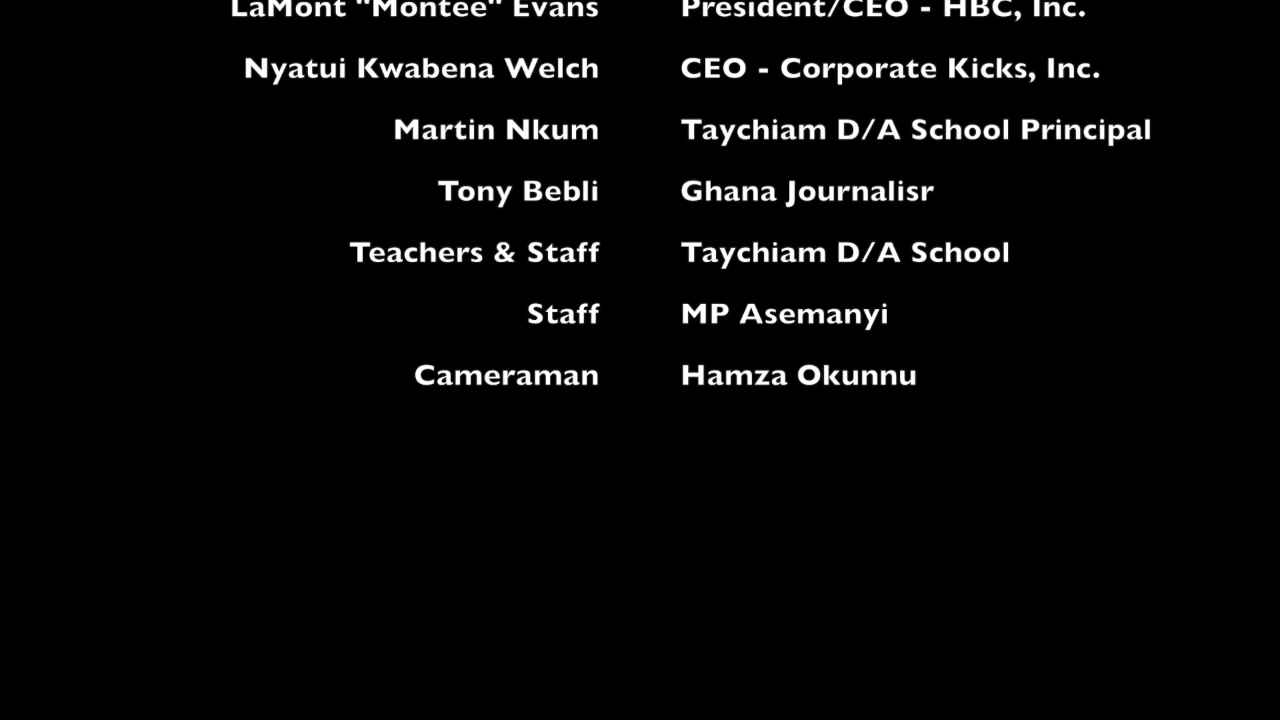 LaMont "Montee" Evans President/CEO - HBC, Inc.
Nyatui Kwabena Welch CEO - Corporate Kicks, Inc.
Martin Nkum Taychiam D/A School Principal
Tony Bebli Ghana Journalisr
Teachers & Staff Taychiam D/A School
Staff MP Asemanyi
Cameraman Hamza Okunnu